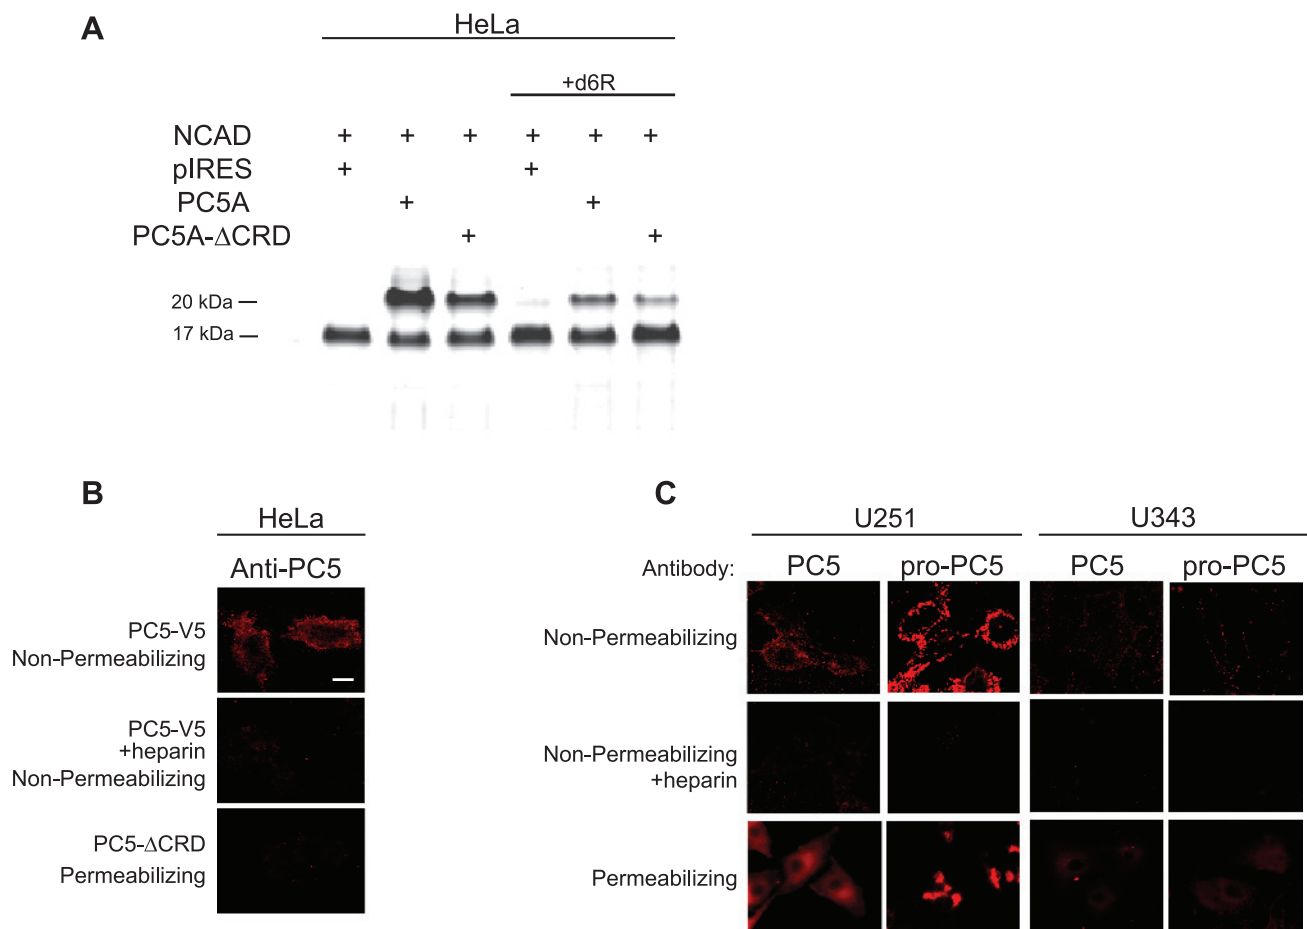 A
HeLa
+d6R
NCAD + + + + + +
pIRES + +
PC5A + +
PC5A-ΔCRD + +
20 kDa —
17 kDa —
B
HeLa
Anti-PC5
PC5-V5
Non-Permeabilizing
PC5-V5
+heparin
Non-Permeabilizing
PC5-ΔCRD
Permeabilizing
C
U251 U343
Antibody: PC5 pro-PC5 PC5 pro-PC5
Non-Permeabilizing
Non-Permeabilizing
+heparin
Permeabilizing